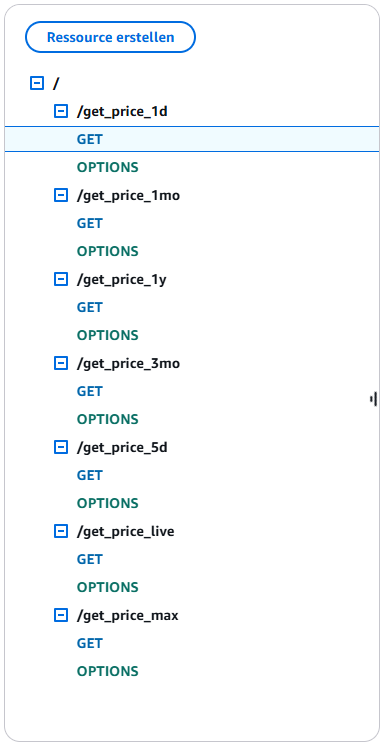 Ressource erstellen
/
/get_price_1d
GET
OPTIONS
/get_price_1mo
GET
OPTIONS
/get_price_1y
GET
OPTIONS
/get_price_3mo
GET
OPTIONS
/get_price_5d
GET
OPTIONS
/get_price_live
GET
OPTIONS
/get_price_max
GET
OPTIONS